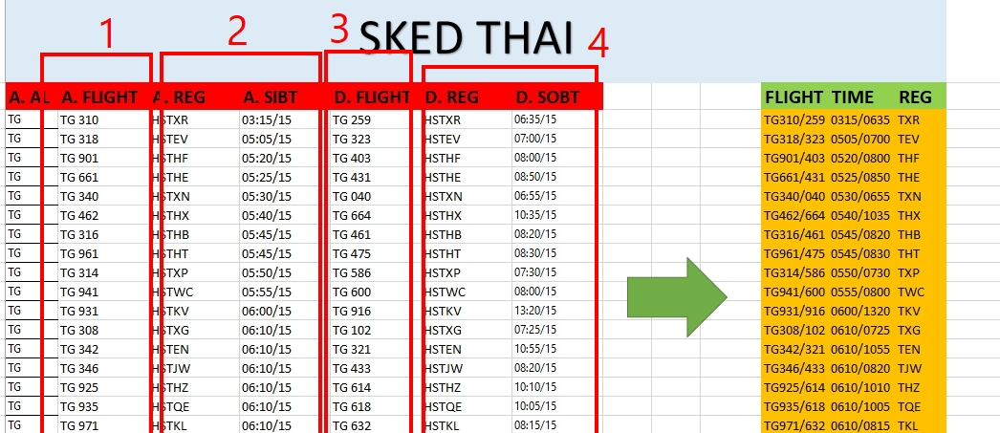 1 2 3 SKED THAI 4
A. AL A. FLIGHT A. REG A. SIBT D. FLIGHT D. REG D. SOBT FLIGHT TIME REG
TG TG 310 HSTXR 03:15/15 TG 259 HSTXR 06:35/15 TG310/259 0315/0635 TXR
TG TG 318 HSTEV 05:05/15 TG 323 HSTEV 07:00/15 TG318/323 0505/0700 TEV
TG TG 901 HSTHF 05:20/15 TG 403 HSTHF 08:00/15 TG901/403 0520/0800 THF
TG TG 661 HSTHE 05:25/15 TG 431 HSTHE 08:50/15 TG661/431 0525/0850 THE
TG TG 340 HSTXN 05:30/15 TG 040 HSTXN 06:55/15 TG340/040 0530/0655 TXN
TG TG 462 HSTHX 05:40/15 TG 664 HSTHX 10:35/15 TG462/664 0540/1035 THX
TG TG 316 HSTHB 05:45/15 TG 461 HSTHB 08:20/15 TG316/461 0545/0820 THB
TG TG 961 HSTHT 05:45/15 TG 475 HSTHT 08:30/15 TG961/475 0545/0830 THT
TG TG 314 HSTXP 05:50/15 TG 586 HSTXP 07:30/15 TG314/586 0550/0730 TXP
TG TG 941 HSTWC 05:55/15 TG 600 HSTWC 08:00/15 TG941/600 0555/0800 TWC
TG TG 931 HSTKV 06:00/15 TG 916 HSTKV 13:20/15 TG931/916 0600/1320 TKV
TG TG 308 HSTXG 06:10/15 TG 102 HSTXG 07:25/15 TG308/102 0610/0725 TXG
TG TG 342 HSTEN 06:10/15 TG 321 HSTEN 10:55/15 TG342/321 0610/1055 TEN
TG TG 346 HSTJW 06:10/15 TG 433 HSTJW 08:20/15 TG346/433 0610/0820 TJW
TG TG 925 HSTHZ 06:10/15 TG 614 HSTHZ 10:10/15 TG925/614 0610/1010 THZ
TG TG 935 HSTQE 06:10/15 TG 618 HSTQE 10:05/15 TG935/618 0610/1005 TQE
TG TG 971 HSTKL 06:10/15 TG 632 HSTKL 08:15/15 TG971/632 0610/0815 TKL